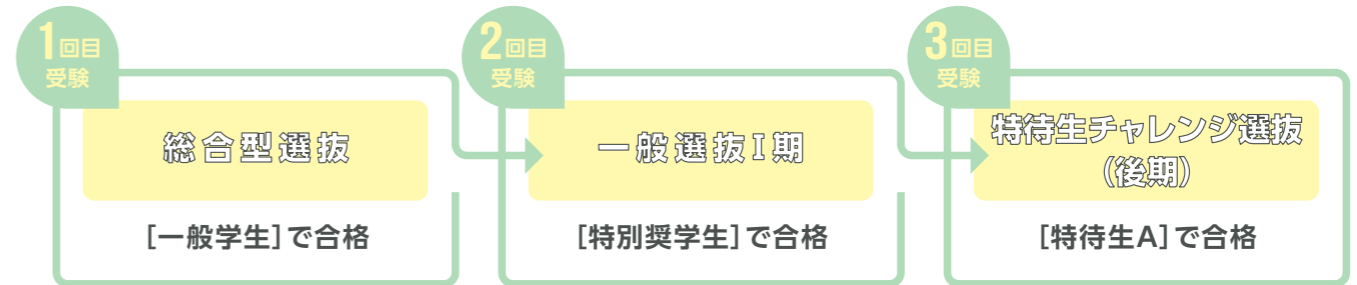 1回目
受験
総合型選抜
[一般学生]で合格
2回目
受験
一般選抜Ⅰ期
[特別奨学生]で合格
3回目
受験
特待生チャレンジ選抜
(後期)
[特待生A]で合格